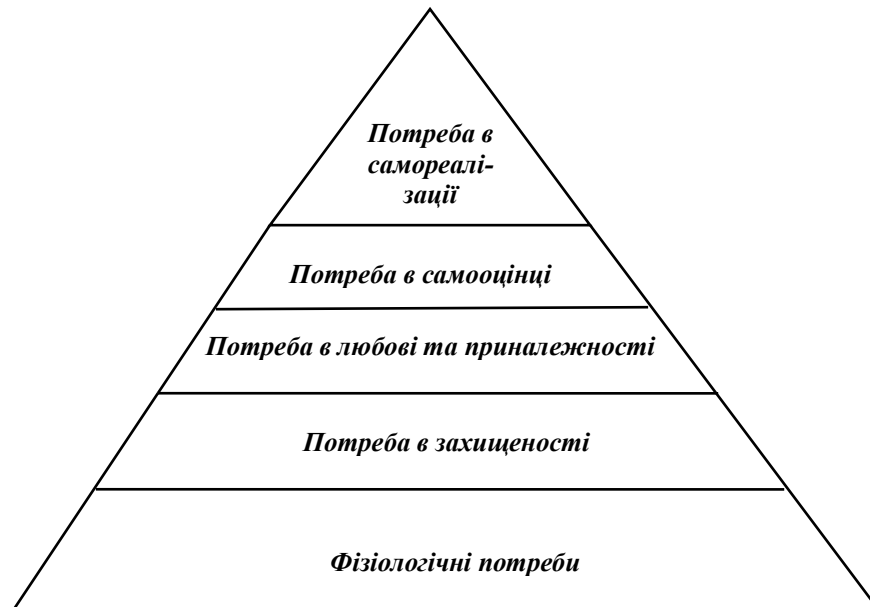 Потреба в
самореалі-
зації
Потреба в самооцінці
Потреба в любові та приналежності
Потреба в захищеності
Фізіологічні потреби